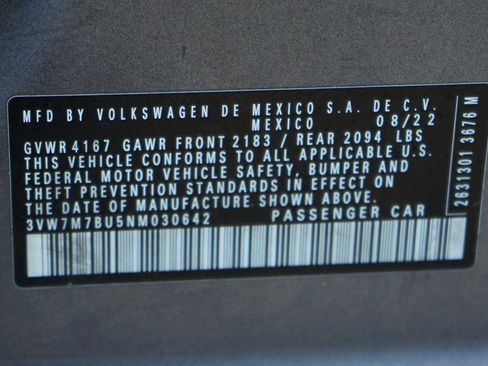 MFD BY VOLKSWAGEN DE MEXICO S.A. DE C.V.
MEXICO 08/22
GVWR 4167 GAWR FRONT 2183 / REAR 2094 LBS
THIS VEHICLE CONFORMS TO ALL APPLICABLE U.S.
FEDERAL MOTOR VEHICLE SAFETY, BUMPER AND
THEFT PREVENTION STANDARDS IN EFFECT ON
THE DATE OF MANUFACTURE SHOWN ABOVE.
3VW7M7BU5NM030642 PASSENGER CAR
2G311301 3676 M